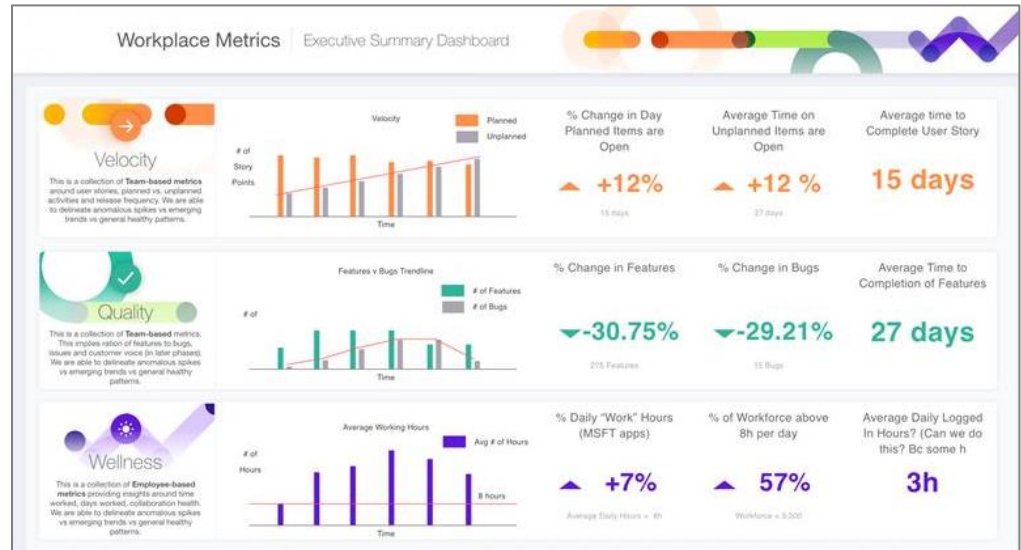 Workplace Metrics
Executive Summary Dashboard
Velocity
This is a collection of Team-based metrics
around user stories, planned vs. unplanned
activities and release frequency. We are able
to delineate anomalous spikes vs emerging
trends vs general healthy patterns.
Velocity
Planned
Unplanned
# of
Story
Points
Time
% Change in Day
Planned Items are
Open
+12%
15 days
Average Time on
Unplanned Items are
Open
+12 %
27 days
Average time to
Complete User Story
15 days
Quality
This is a collection of Team-based metrics.
This implies ration of features to bugs,
issues and customer voice (in later phases).
We are able to delineate anomalous spikes
vs emerging trends vs general healthy
patterns.
Features v Bugs Trendline
# of Features
# of Bugs
# of
Time
% Change in Features
-30.75%
275 Features
% Change in Bugs
-29.21%
15 Bugs
Average Time to
Completion of Features
27 days
Wellness
This is a collection of Employee-based
metrics providing insights around time
worked, days worked, collaboration health.
We are able to delineate anomalous spikes
vs emerging trends vs general healthy
patterns.
Average Working Hours
Avg # of Hours
# of
Hours
8 hours
Time
% Daily "Work" Hours
(MSFT apps)
+7%
Average Daily Hours = 
% of Workforce above
8h per day
57%
Workforce =
Average Daily Logged
In Hours? (Can we do
this? Bc some h
3h